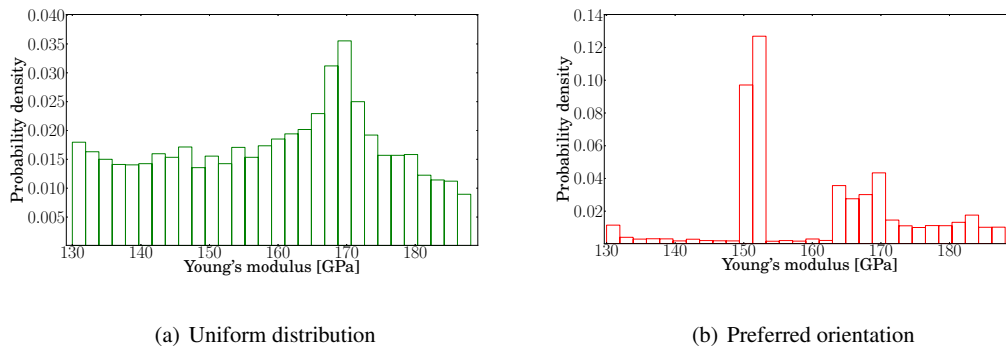 0.040
0.035
0.030
0.025
0.020
0.015
0.010
0.005
Probability density
130 140 150 160 170 180
Young's modulus [GPa]
(a) Uniform distribution
0.14
0.12
0.10
0.08
0.06
0.04
0.02
Probability density
130 140 150 160 170 180
Young's modulus [GPa]
(b) Preferred orientation